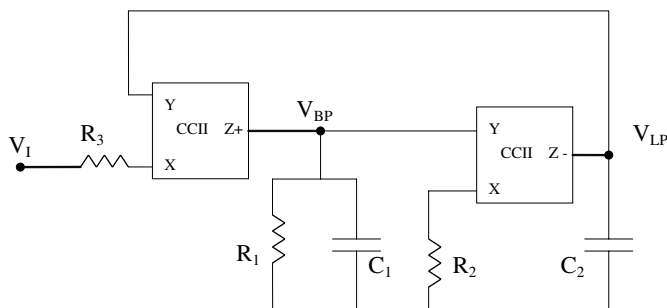 Y
CCII Z+
X
V_BP
V_I
R_3
Y
CCII Z -
X
V_LP
R_1
C_1
R_2
C_2